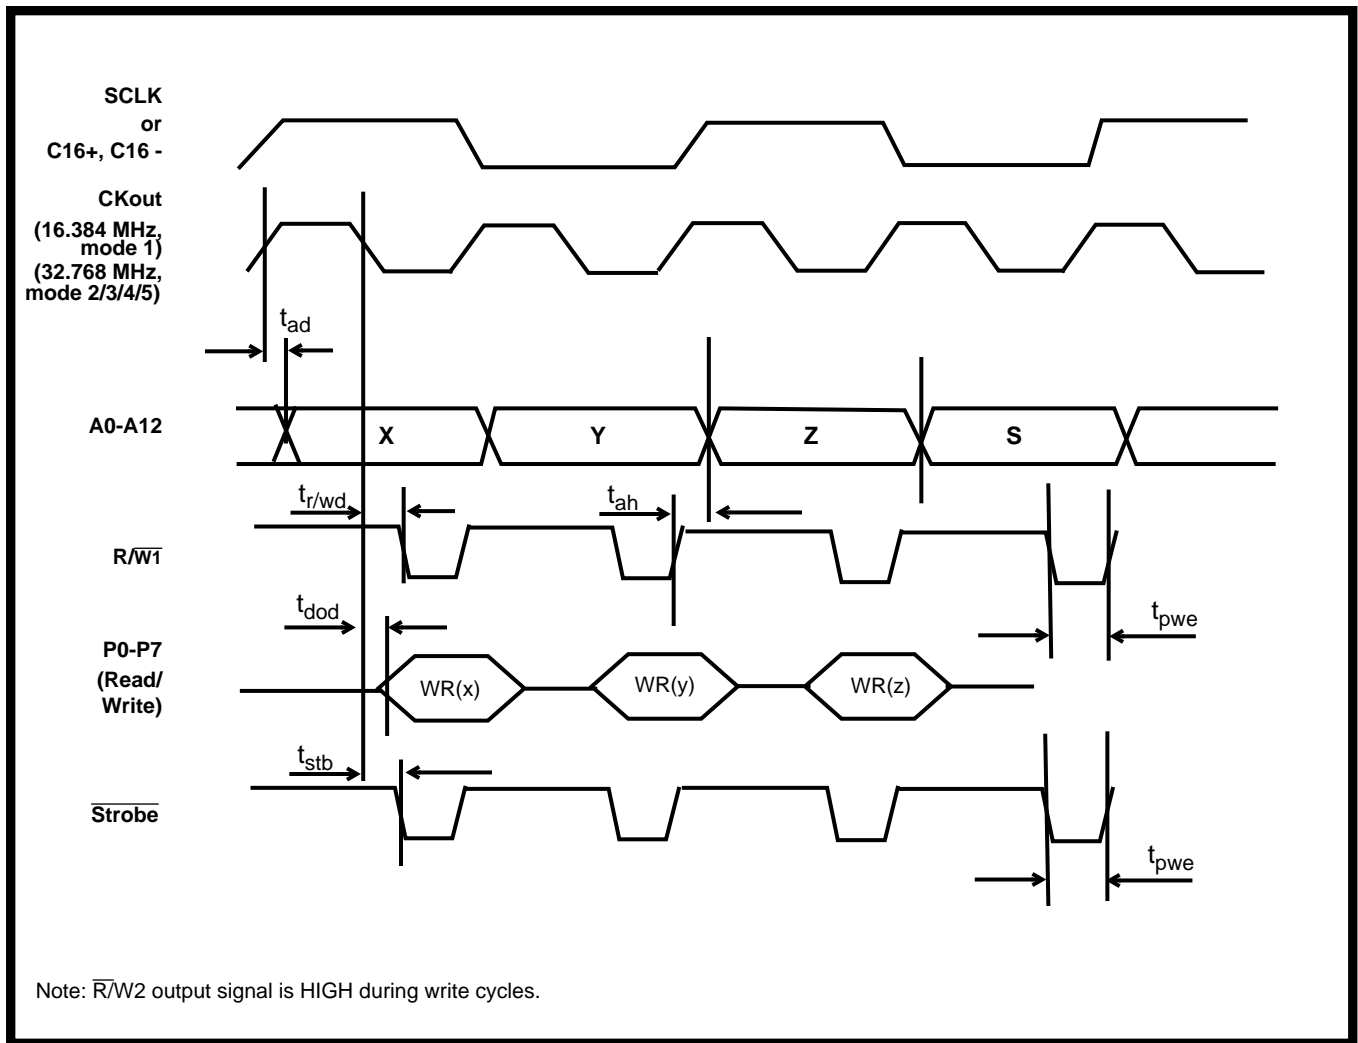 SCLK
or
C16+, C16 -
CKout
(16.384 MHz,
mode 1)
(32.768 MHz,
mode 2/3/4/5)
tad
A0-A12
X
Y
Z
S
tr/wd
tah
R/W1
tdod
tpwe
P0-P7
(Read/
Write)
WR(x)
WR(y)
WR(z)
tstb
Strobe
tpwe
Note: R/W2 output signal is HIGH during write cycles.